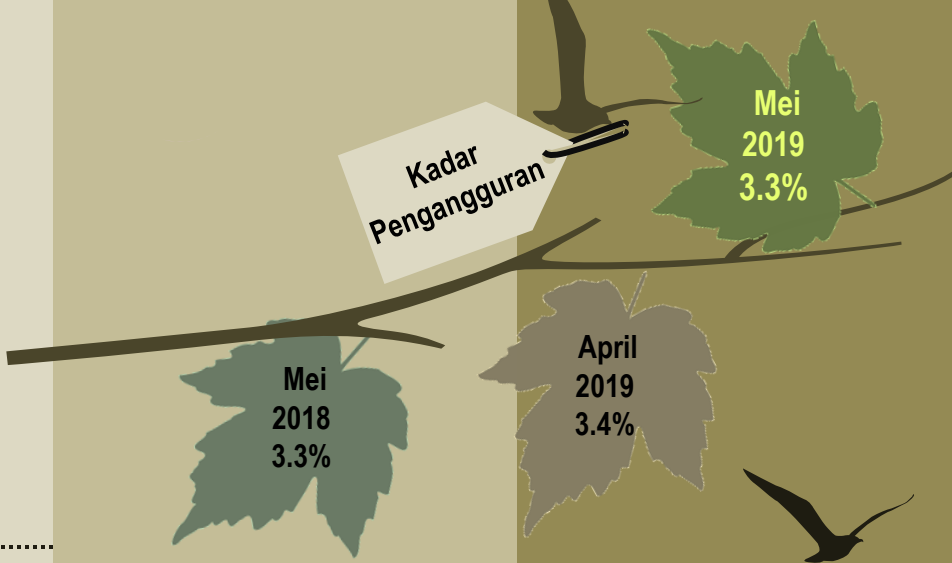 Kadar
Pengangguran
Mei
2019
3.3%
Mei
2018
3.3%
April
2019
3.4%